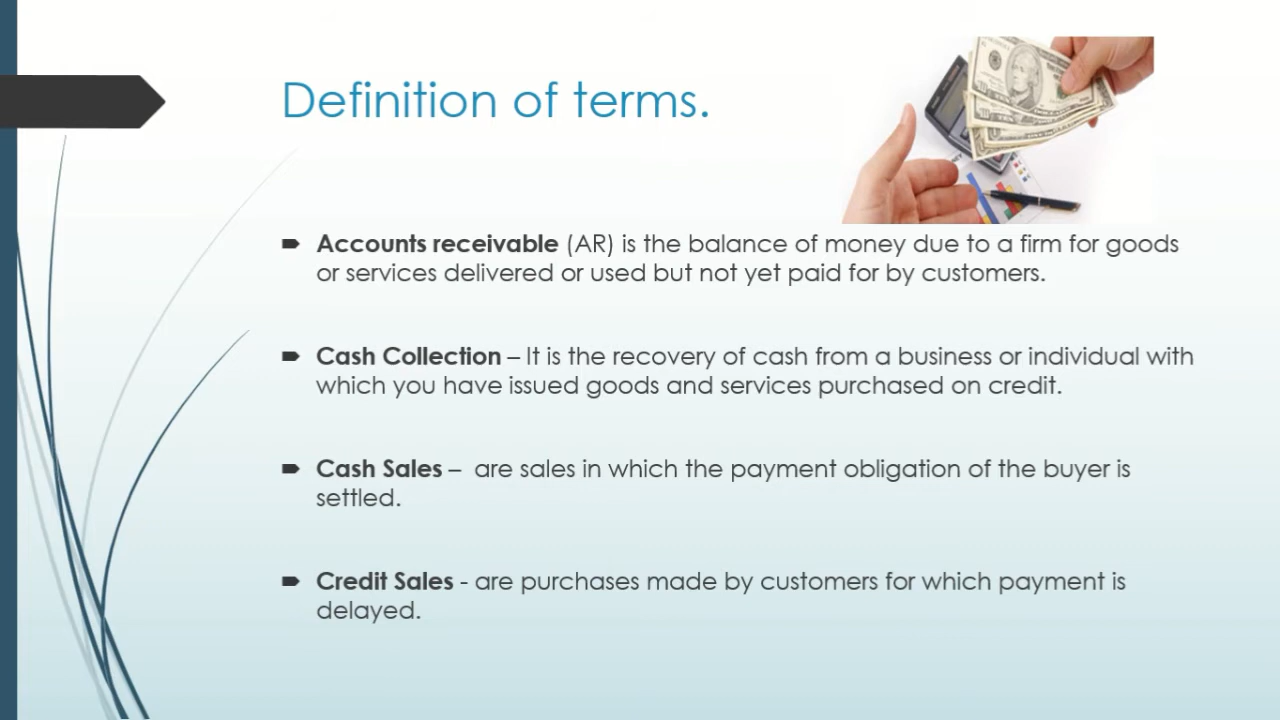 Definition of terms.
Accounts receivable (AR) is the balance of money due to a firm for goods
or services delivered or used but not yet paid for by customers.
Cash Collection – It is the recovery of cash from a business or individual with
which you have issued goods and services purchased on credit.
Cash Sales –  are sales in which the payment obligation of the buyer is
settled.
Credit Sales - are purchases made by customers for which payment is
delayed.